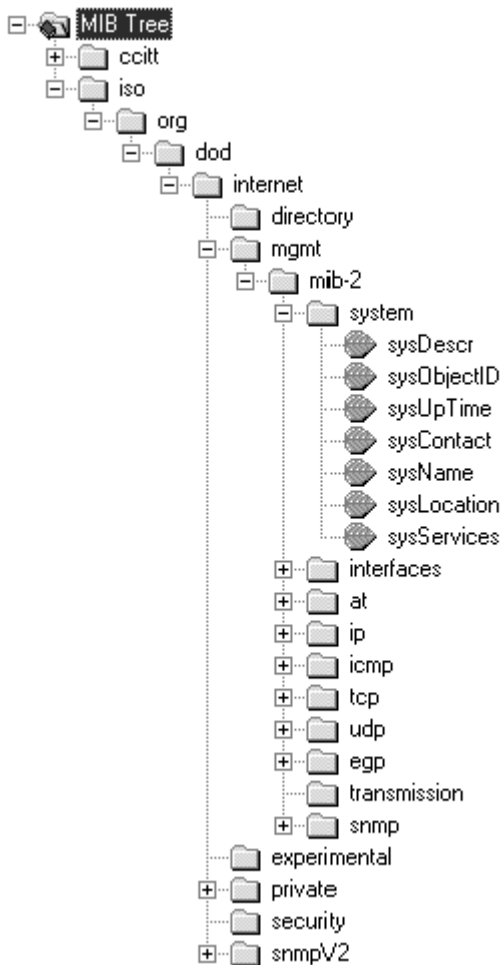 MIB Tree
ccitt
iso
org
dod
internet
directory
mgmt
mib-2
system
sysDescr
sysObjectID
sysUpTime
sysContact
sysName
sysLocation
sysServices
interfaces
at
ip
icmp
tcp
udp
egp
transmission
snmp
experimental
private
security
snmpV2